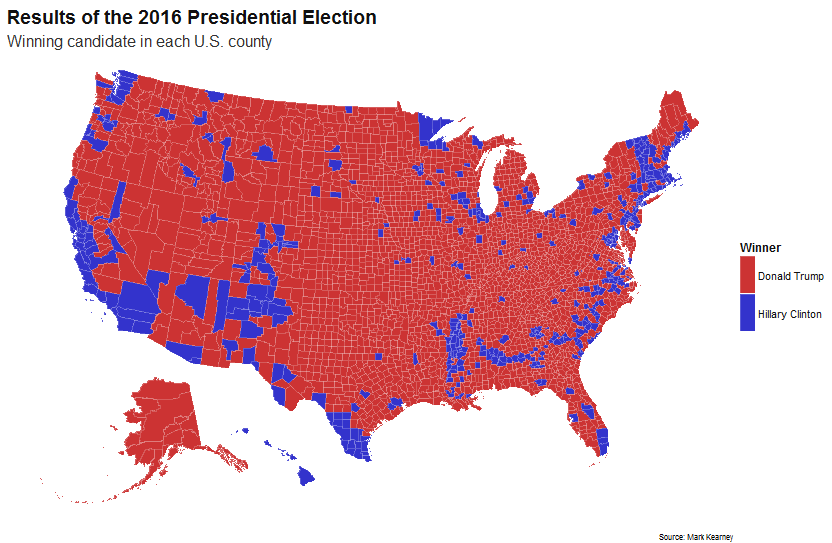 Results of the 2016 Presidential Election
Winning candidate in each U.S. county
Winner
Donald Trump
Hillary Clinton
Source: Mark Kearney